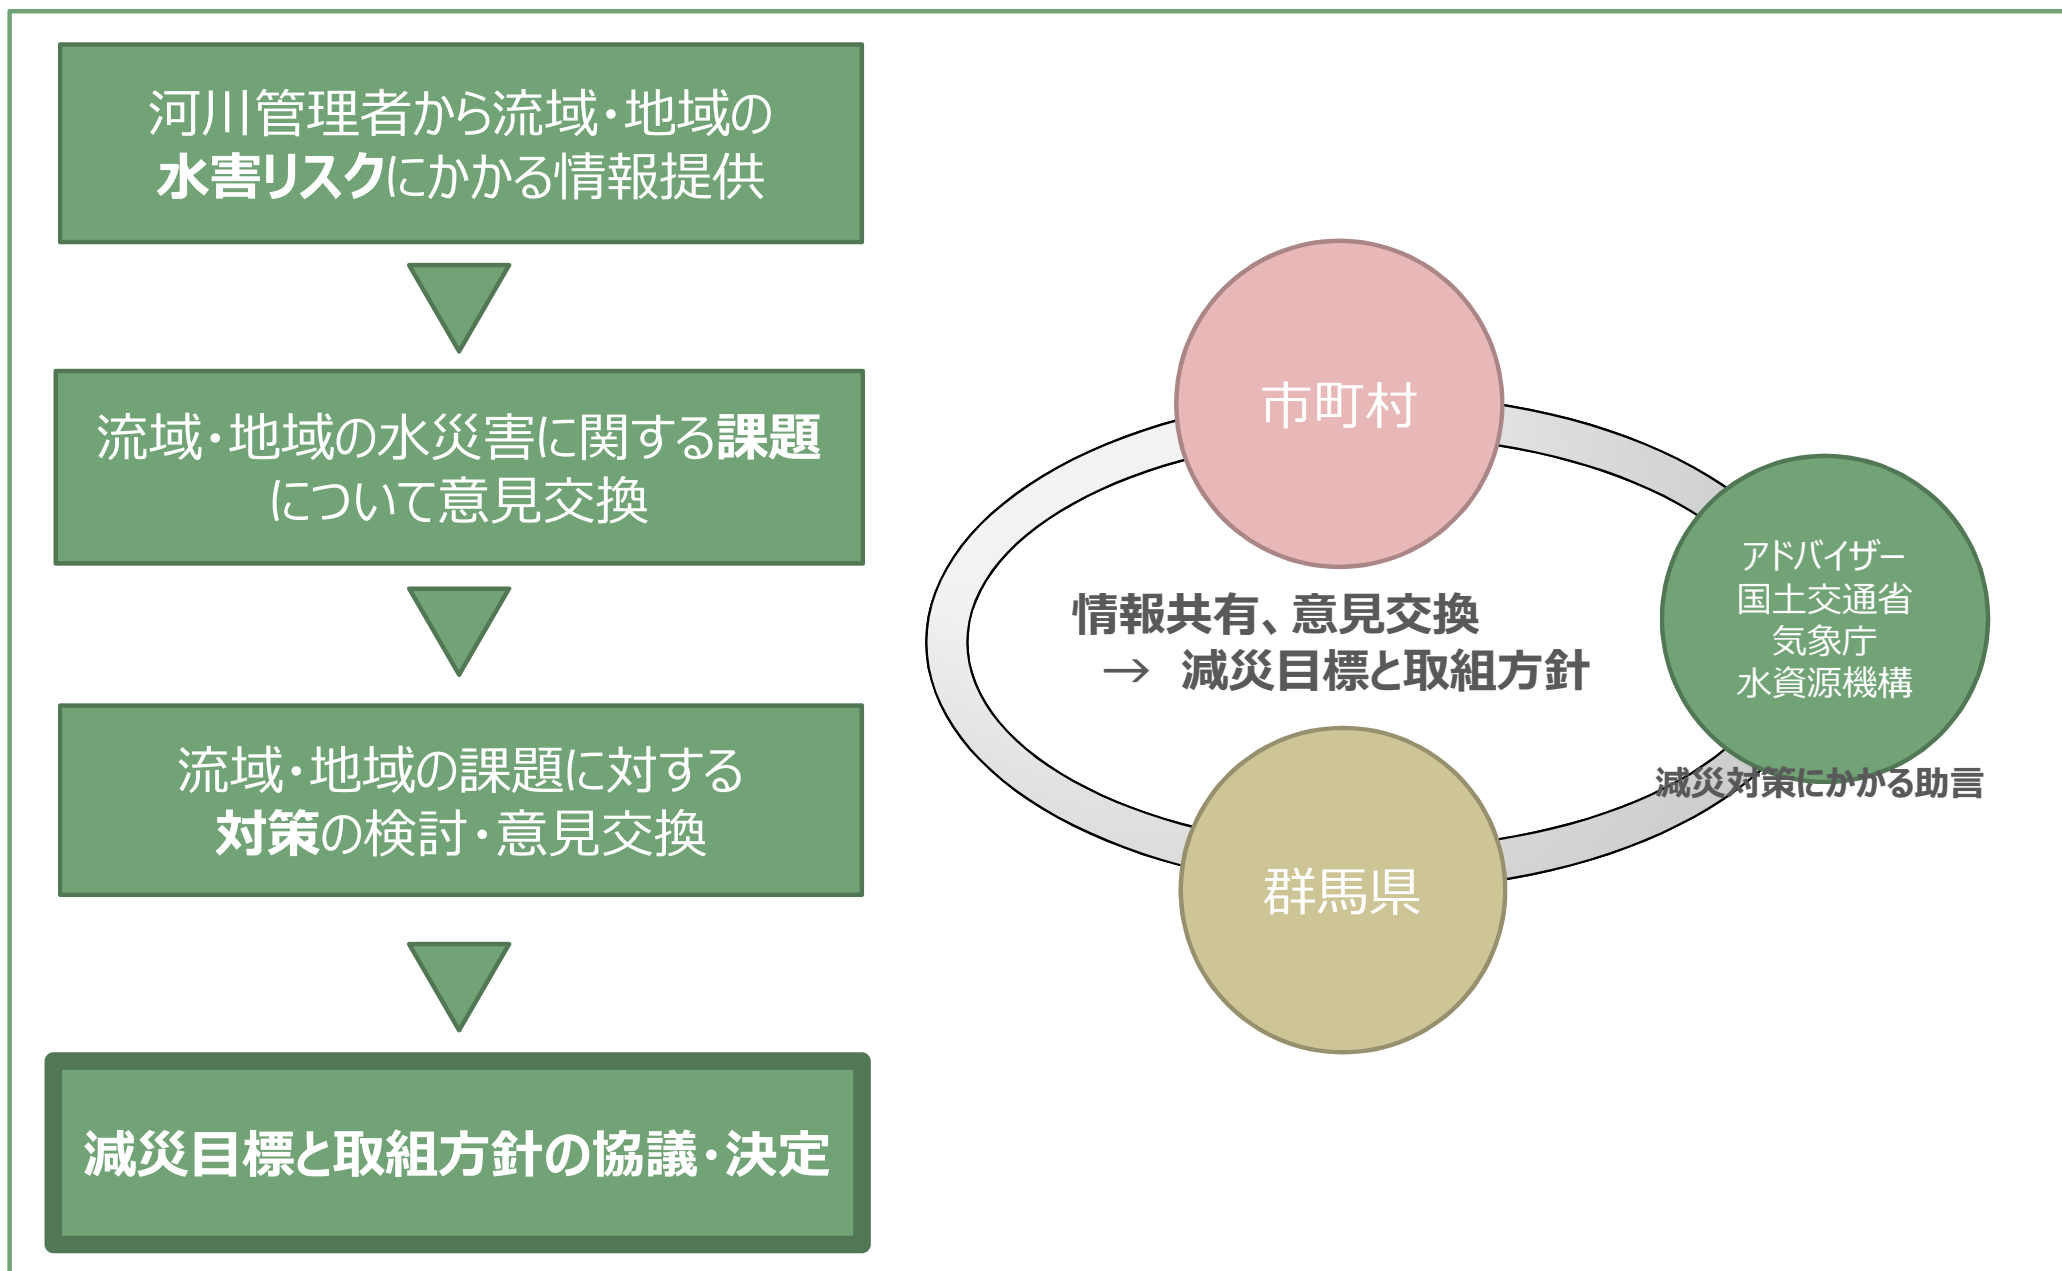 河川管理者から流域・地域の
水害リスクにかかる情報提供
流域・地域の水災害に関する課題
について意見交換
流域・地域の課題に対する
対策の検討・意見交換
減災目標と取組方針の協議・決定
市町村
アドバイザー
国土交通省
気象庁
水資源機構
情報共有、意見交換
→ 減災目標と取組方針
減災対策にかかる助言
群馬県